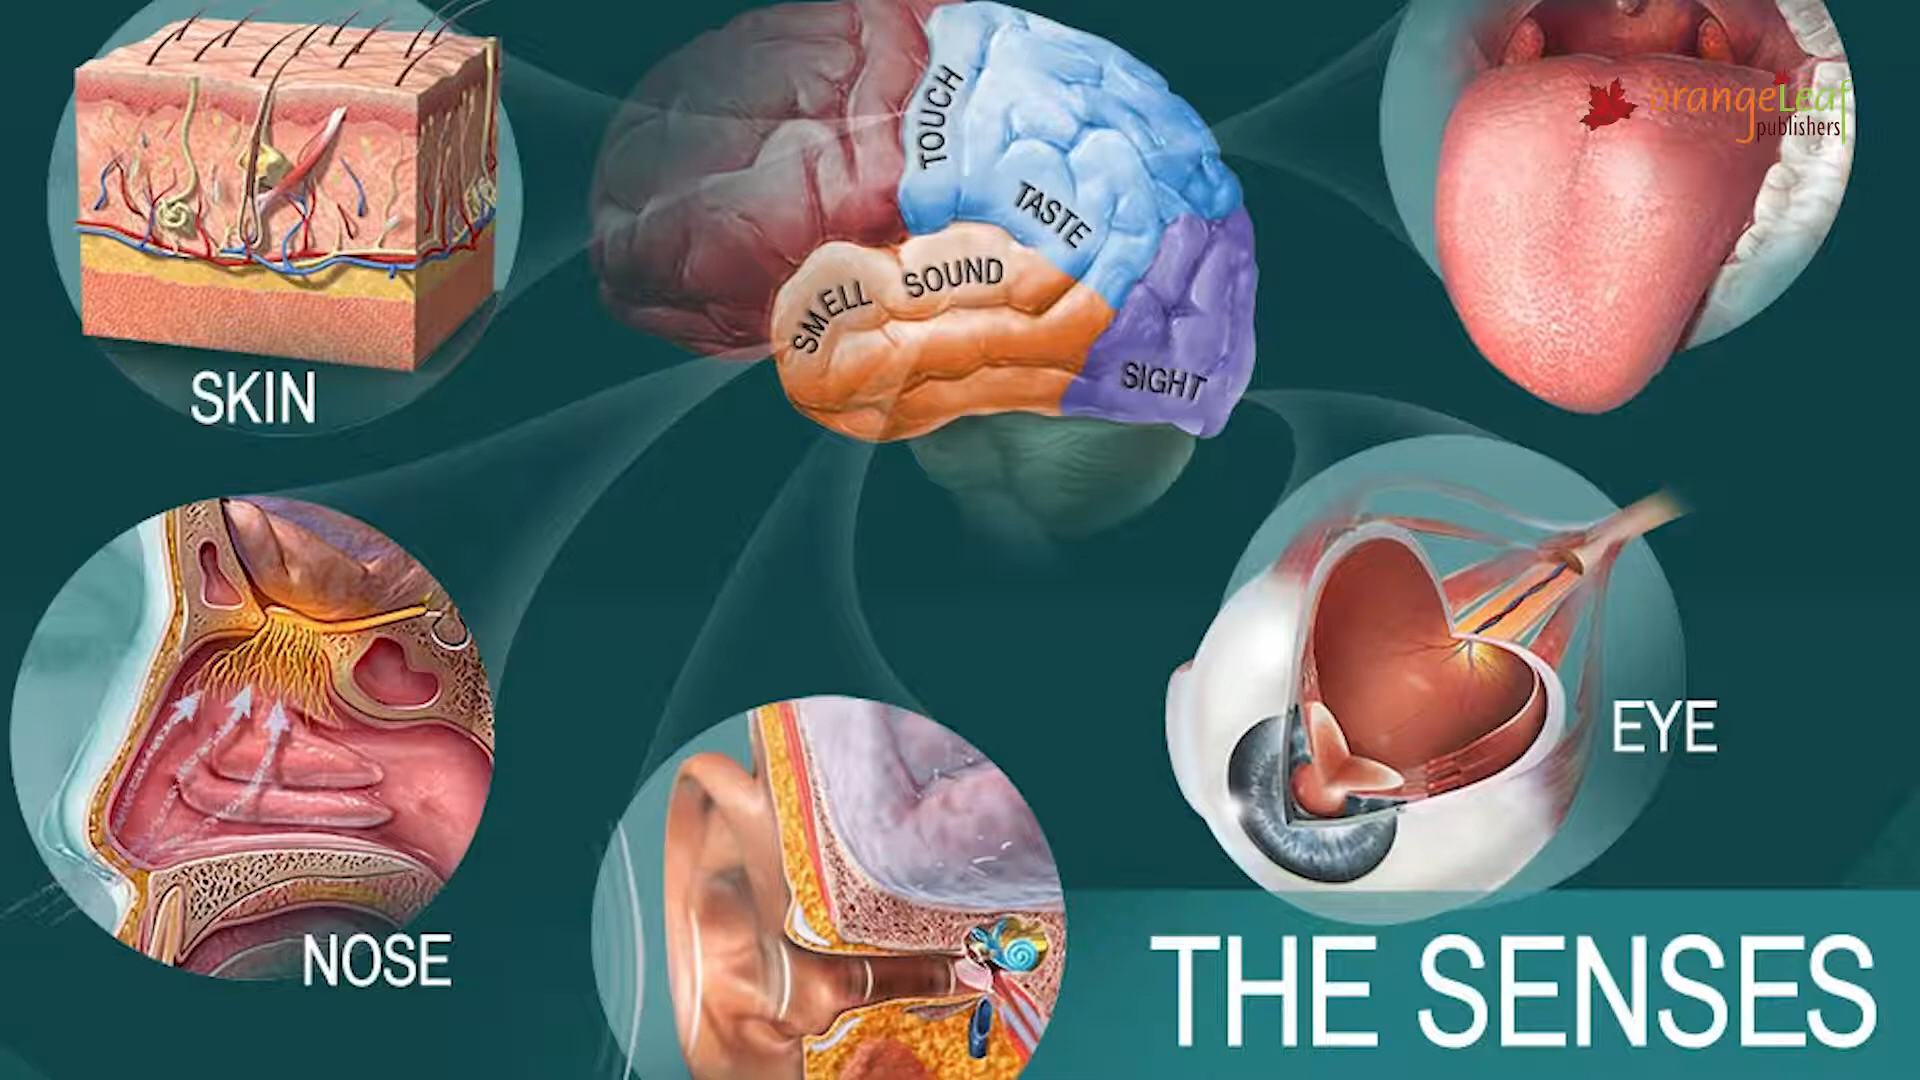 orangeLeaf
publishers
TOUCH
TASTE
SMELL
SOUND
SIGHT
SKIN
EYE
NOSE
THE SENSES